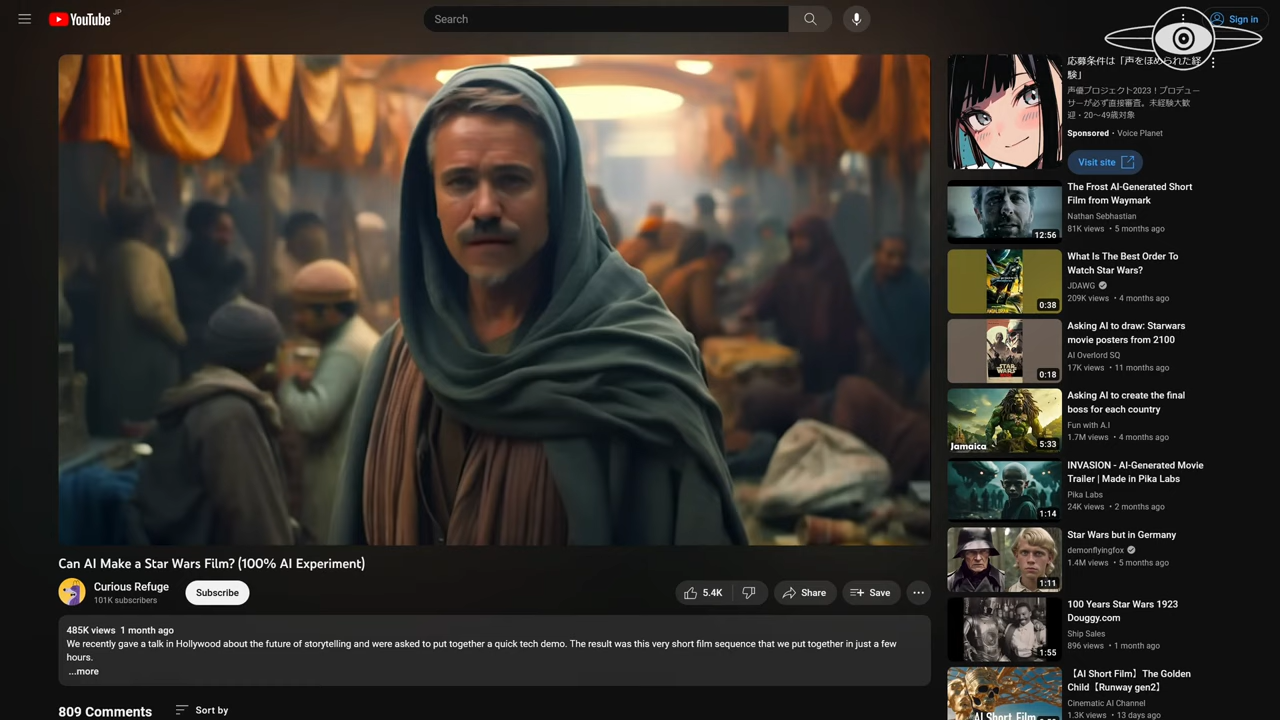 YouTube JP
Search
Sign in
Can AI Make a Star Wars Film? (100% AI Experiment)
Curious Refuge
101K subscribers
Subscribe
5.4K
Share
Save
485K views 1 month ago
We recently gave a talk in Hollywood about the future of storytelling and were asked to put together a quick tech demo. The result was this very short film sequence that we put together in just a few
hours.
...more
809 Comments
Sort by
応募条件は「声をほめられた経
験」
声優プロジェクト2023！プロデュー
サーが必ず直接審査。未経験大歓
迎・20〜49歳対象
Sponsored · Voice Planet
Visit site
12:56
The Frost AI-Generated Short
Film from Waymark
Nathan Sebhastian
81K views • 5 months ago
0:38
What Is The Best Order To
Watch Star Wars?
JDAWG
209K views • 4 months ago
STAR
WARS
0:18
Asking AI to draw: Starwars
movie posters from 2100
AI Overlord SQ
17K views • 11 months ago
Jamaica
5:33
Asking AI to create the final
boss for each country
Fun with A.I
1.7M views • 4 months ago
1:14
INVASION - AI-Generated Movie
Trailer | Made in Pika Labs
Pika Labs
24K views • 2 months ago
1:11
Star Wars but in Germany
demonflyingfox
1.4M views • 5 months ago
1:55
100 Years Star Wars 1923
Douggy.com
Ship Sales
896 views • 1 month ago
AI Short Film
【AI Short Film】The Golden
Child【Runway gen2】
Cinematic AI Channel
1.3K views • 13 days ago